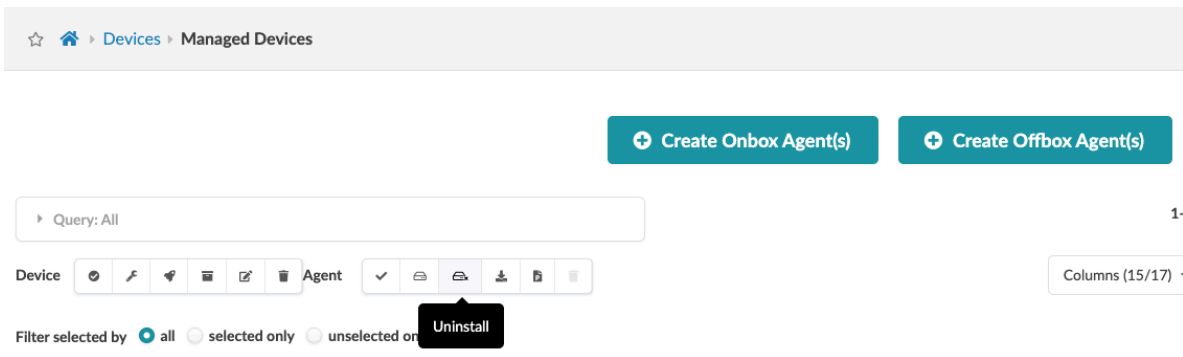 Devices Managed Devices
Create Onbox Agent(s) Create Offbox Agent(s)
Query: All
1-
Device Agent Columns (15/17)
Uninstall
Filter selected by all selected only unselected on